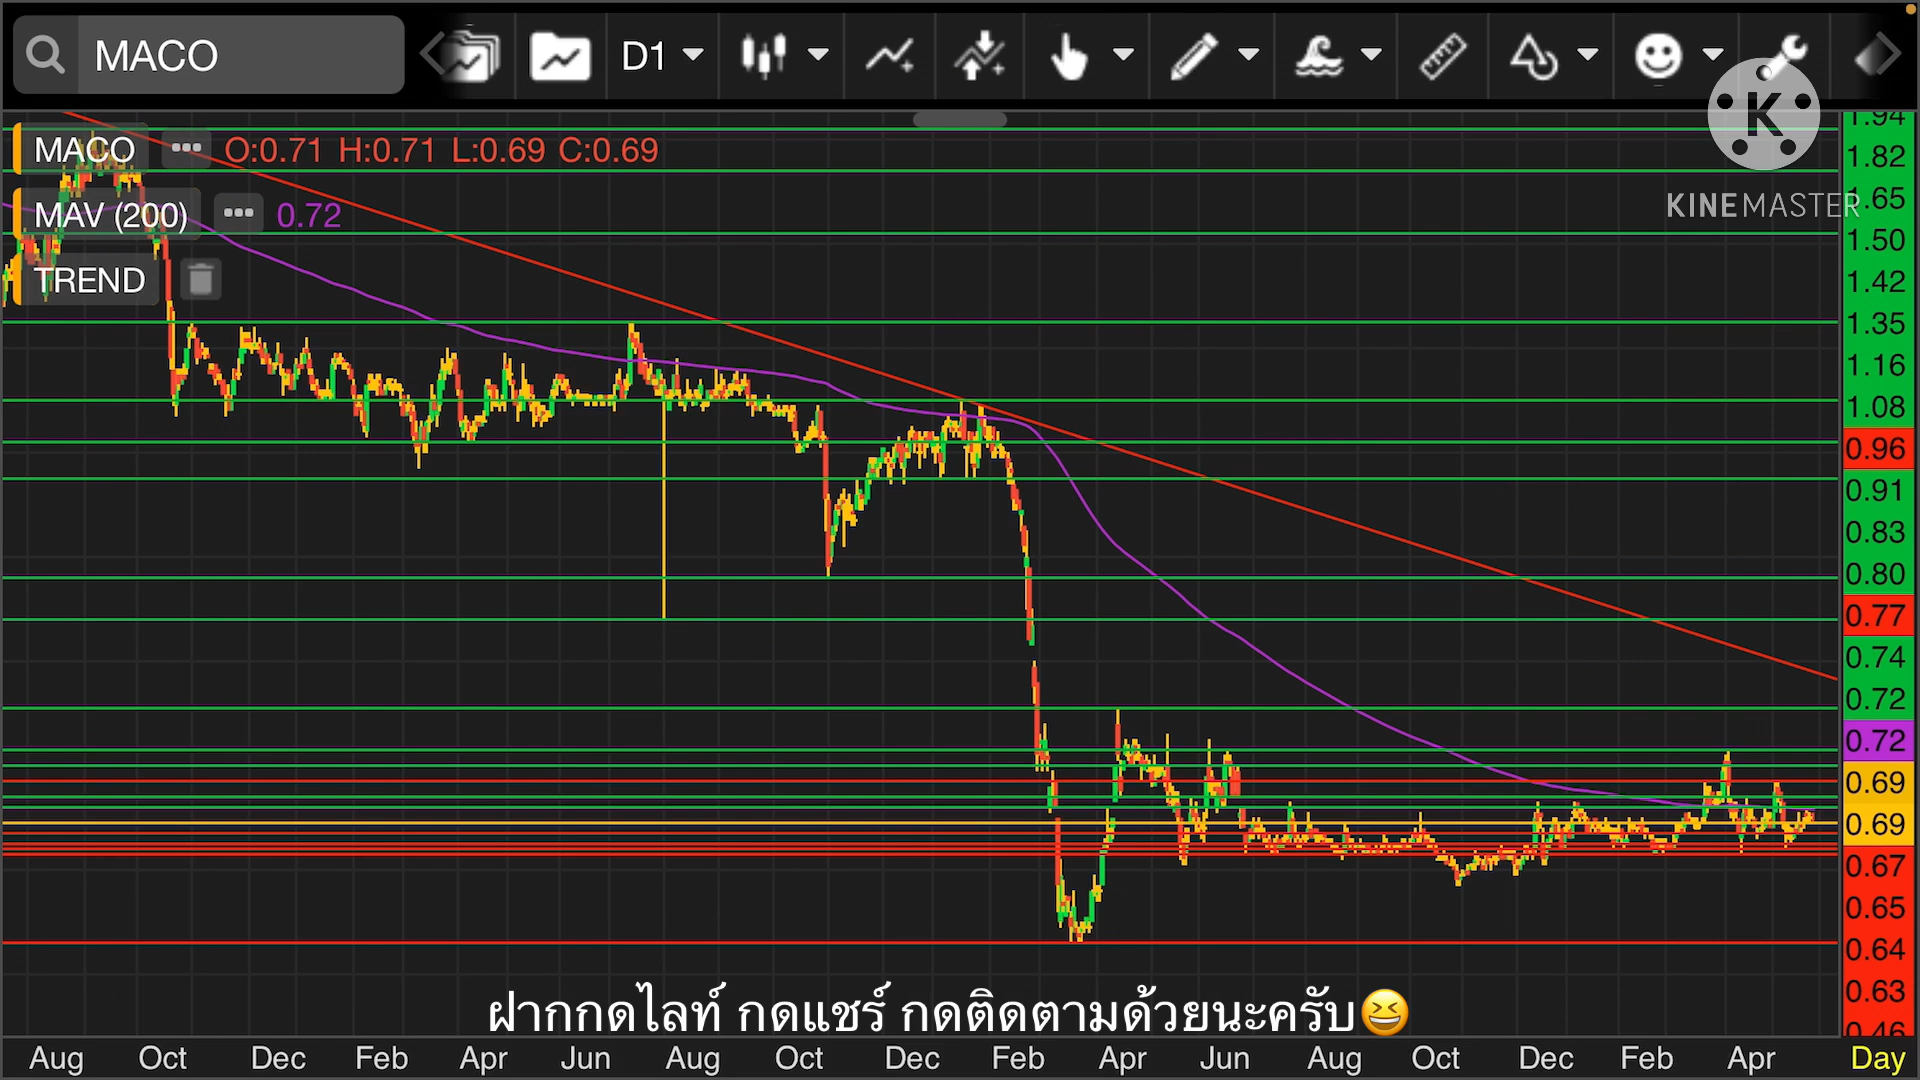 MACO
D1
MACO ••• O:0.71 H:0.71 L:0.69 C:0.69
MAV (200) ••• 0.72
TREND
K
KINEMASTER
1.94
1.82
1.65
1.50
1.42
1.35
1.16
1.08
0.96
0.91
0.83
0.80
0.77
0.74
0.72
0.72
0.69
0.69
0.67
0.65
0.64
0.63
0.46
ฝากกดไลท์ กดแชร์ กดติดตามด้วยนะครับ😆
Aug Oct Dec Feb Apr Jun Aug Oct Dec Feb Apr Jun Aug Oct Dec Feb Apr Day